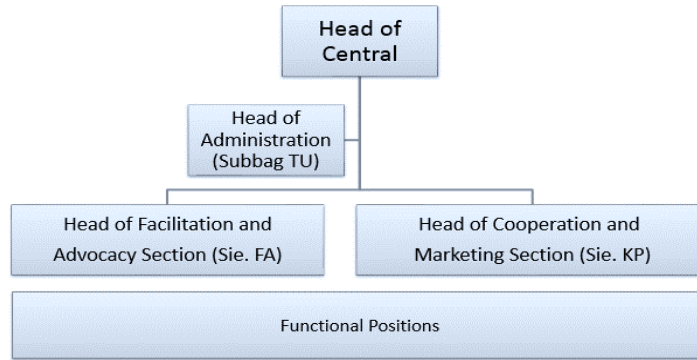 Head of
Central
Head of
Administration
(Subbag TU)
Head of Facilitation and
Advocacy Section (Sie. FA)
Head of Cooperation and
Marketing Section (Sie. KP)
Functional Positions